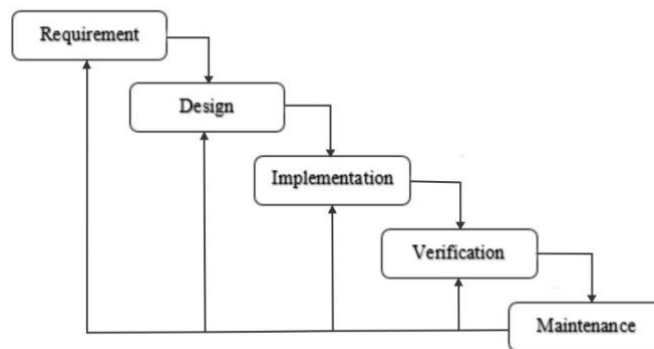 Requirement
Design
Implementation
Verification
Maintenance